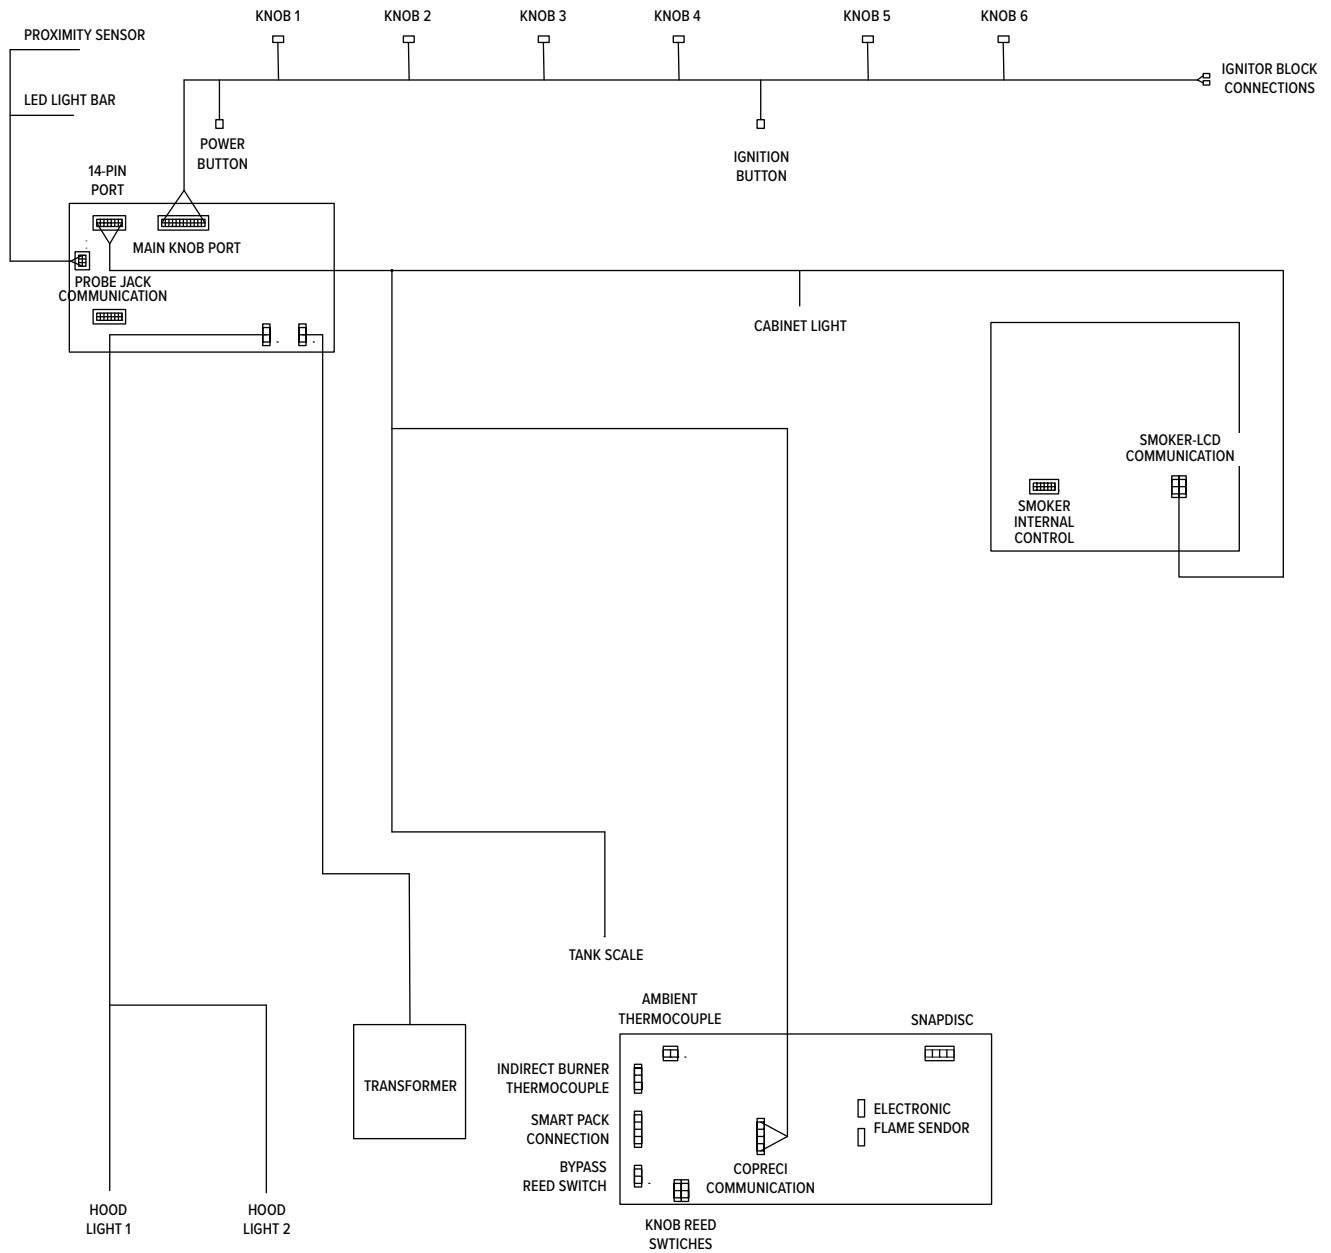 KNOB 1
KNOB 2
KNOB 3
KNOB 4
KNOB 5
KNOB 6
PROXIMITY SENSOR
IGNITOR BLOCK
CONNECTIONS
LED LIGHT BAR
POWER
BUTTON
IGNITION
BUTTON
14-PIN
PORT
MAIN KNOB PORT
PROBE JACK
COMMUNICATION
CABINET LIGHT
SMOKER-LCD
COMMUNICATION
SMOKER
INTERNAL
CONTROL
TANK SCALE
AMBIENT
THERMOCOUPLE
SNAPDISC
INDIRECT BURNER
THERMOCOUPLE
TRANSFORMER
SMART PACK
CONNECTION
ELECTRONIC
FLAME SENDOR
BYPASS
REED SWITCH
COPRECI
COMMUNICATION
HOOD
LIGHT 1
HOOD
LIGHT 2
KNOB REED
SWTICHES